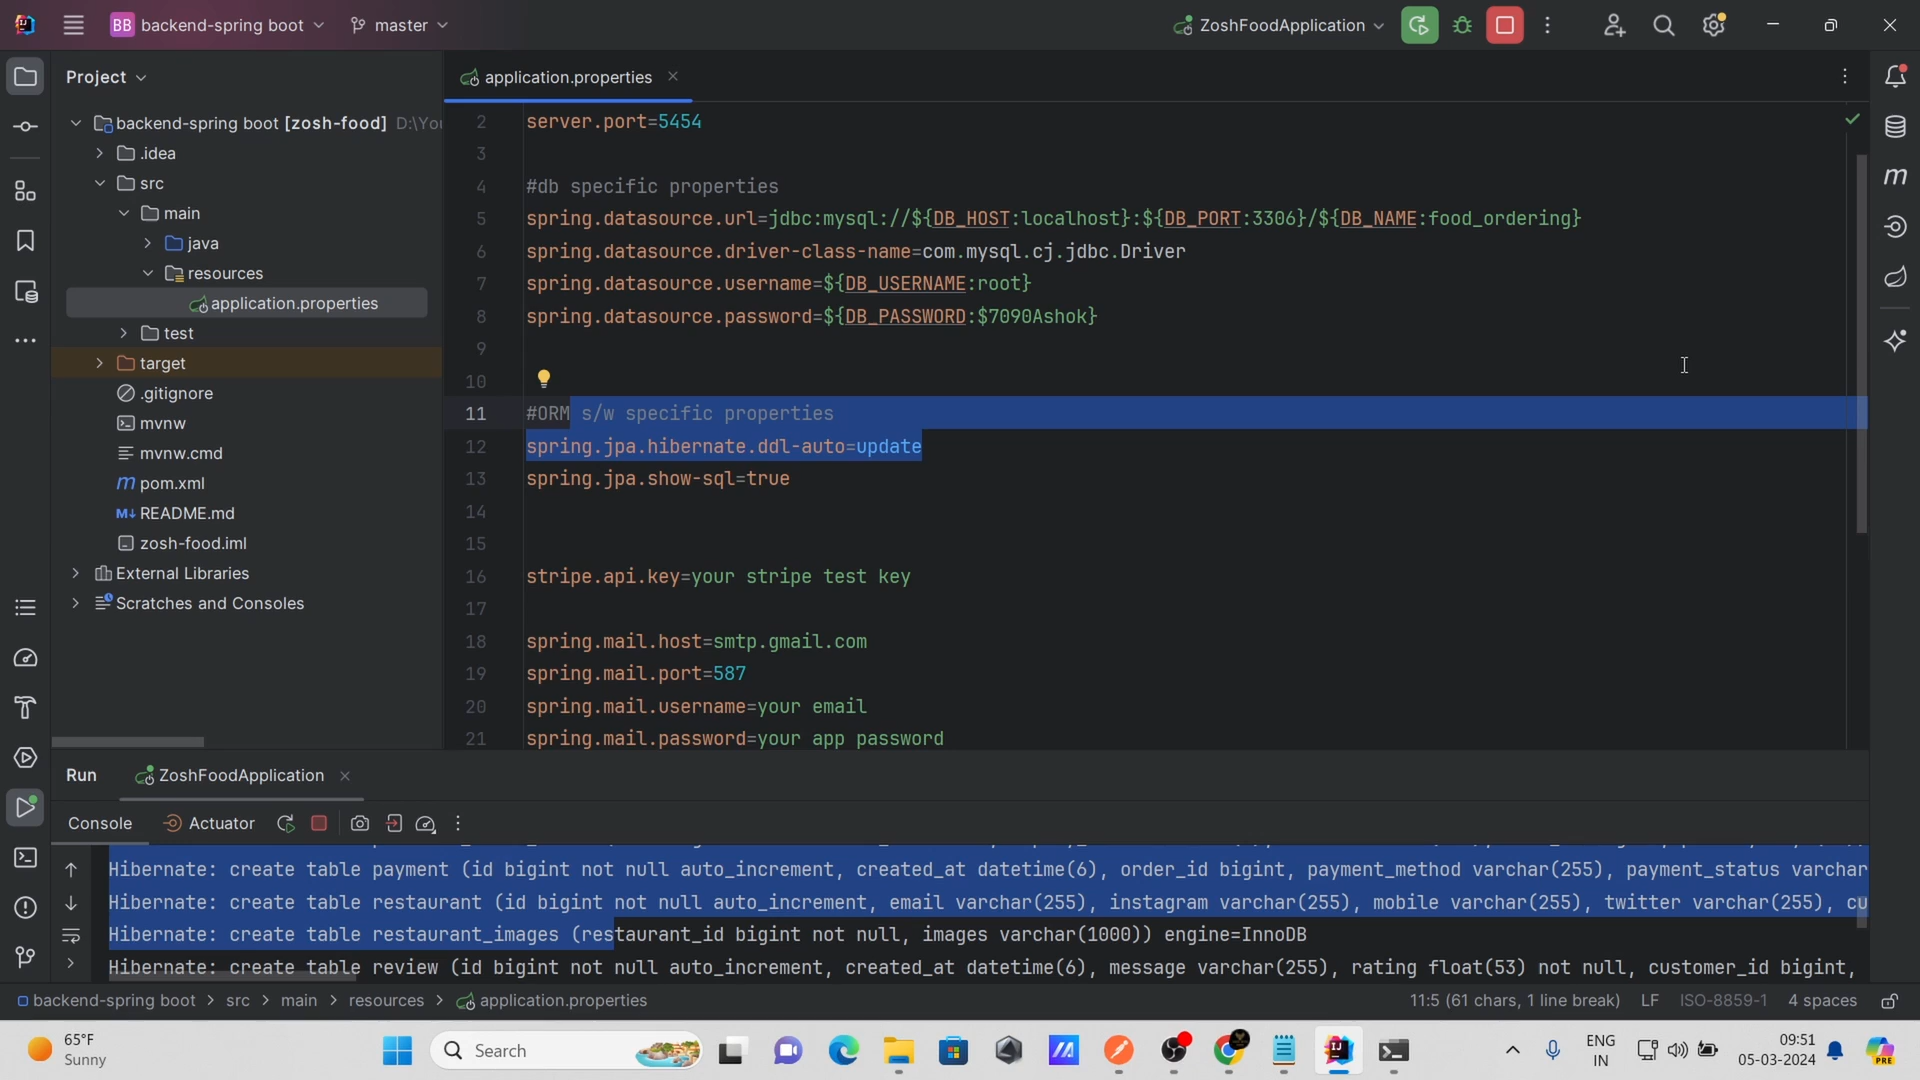 BB backend-spring boot
master
ZoshFoodApplication
Project
application.properties
backend-spring boot [zosh-food] D:\You
.idea
src
main
java
resources
application.properties
test
target
.gitignore
mvnw
mvnw.cmd
pom.xml
README.md
zosh-food.iml
External Libraries
Scratches and Consoles
2 server.port=5454
3
4 #db specific properties
5 spring.datasource.url=jdbc:mysql://${DB_HOST:localhost}:${DB_PORT:3306}/${DB_NAME:food_ordering}
6 spring.datasource.driver-class-name=com.mysql.cj.jdbc.Driver
7 spring.datasource.username=${DB_USERNAME:root}
8 spring.datasource.password=${DB_PASSWORD:$7090Ashok}
9
10
11 #ORM s/w specific properties
12 spring.jpa.hibernate.ddl-auto=update
13 spring.jpa.show-sql=true
14
15
16 stripe.api.key=your stripe test key
17
18 spring.mail.host=smtp.gmail.com
19 spring.mail.port=587
20 spring.mail.username=your email
21 spring.mail.password=your app password
Run ZoshFoodApplication
Console Actuator
Hibernate: create table payment (id bigint not null auto_increment, created_at datetime(6), order_id bigint, payment_method varchar(255), payment_status varchar
Hibernate: create table restaurant (id bigint not null auto_increment, email varchar(255), instagram varchar(255), mobile varchar(255), twitter varchar(255), cu
Hibernate: create table restaurant_images (restaurant_id bigint not null, images varchar(1000)) engine=InnoDB
Hibernate: create table review (id bigint not null auto_increment, created_at datetime(6), message varchar(255), rating float(53) not null, customer_id bigint,
backend-spring boot > src > main > resources > application.properties
11:5 (61 chars, 1 line break) LF ISO-8859-1 4 spaces
65°F
Sunny
Search
ENG
IN
09:51
05-03-2024
PRE